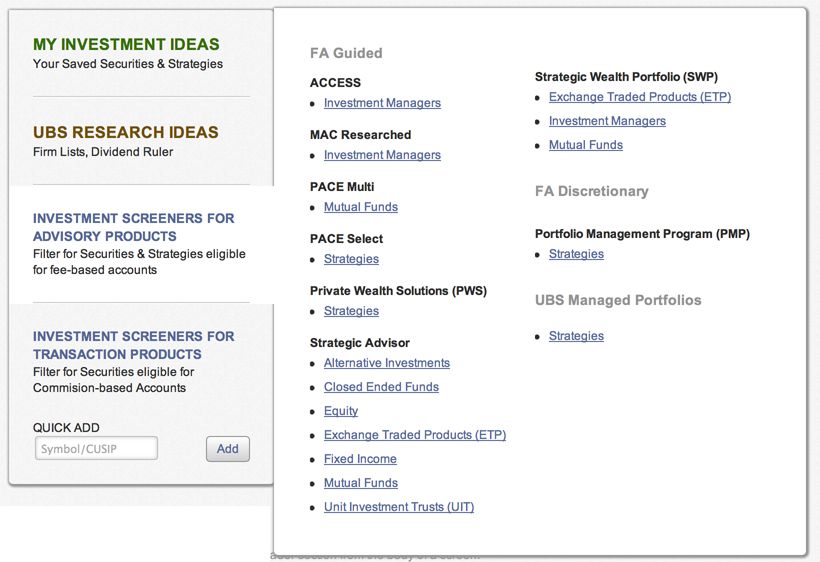 MY INVESTMENT IDEAS
Your Saved Securities & Strategies
UBS RESEARCH IDEAS
Firm Lists, Dividend Ruler
INVESTMENT SCREENERS FOR
ADVISORY PRODUCTS
Filter for Securities & Strategies eligible
for fee-based accounts
INVESTMENT SCREENERS FOR
TRANSACTION PRODUCTS
Filter for Securities eligible for
Commision-based Accounts
QUICK ADD
Symbol/CUSIP
Add
FA Guided
ACCESS
Investment Managers
MAC Researched
Investment Managers
PACE Multi
Mutual Funds
PACE Select
Strategies
Private Wealth Solutions (PWS)
Strategies
Strategic Advisor
Alternative Investments
Closed Ended Funds
Equity
Exchange Traded Products (ETP)
Fixed Income
Mutual Funds
Unit Investment Trusts (UIT)
Strategic Wealth Portfolio (SWP)
Exchange Traded Products (ETP)
Investment Managers
Mutual Funds
FA Discretionary
Portfolio Management Program (PMP)
Strategies
UBS Managed Portfolios
Strategies